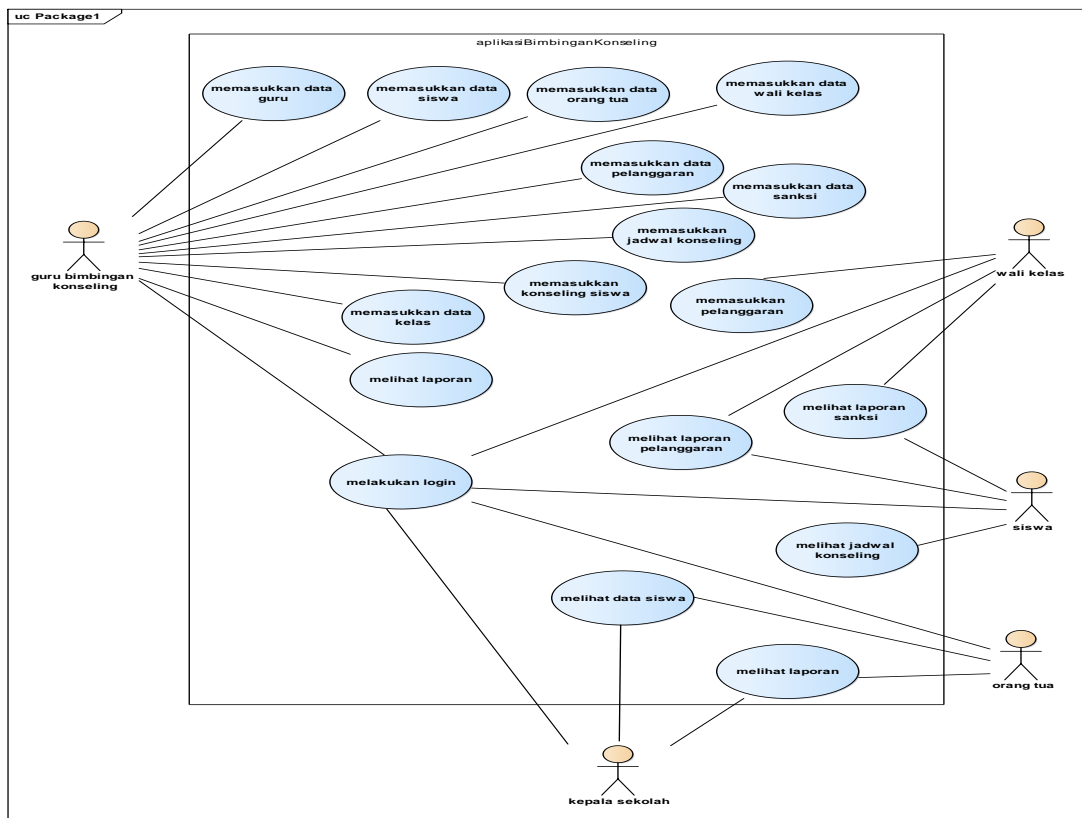 uc Package1
aplikasiBimbinganKonseling
memasukkan data
guru
memasukkan data
siswa
memasukkan data
orang tua
memasukkan data
wali kelas
memasukkan data
pelanggaran
memasukkan data
sanksi
memasukkan
jadwal konseling
guru bimbingan
konseling
wali kelas
memasukkan
konseling siswa
memasukkan
pelanggaran
memasukkan data
kelas
melihat laporan
melihat laporan
sanksi
melihat laporan
pelanggaran
melakukan login
siswa
melihat jadwal
konseling
melihat data siswa
melihat laporan
orang tua
kepala sekolah